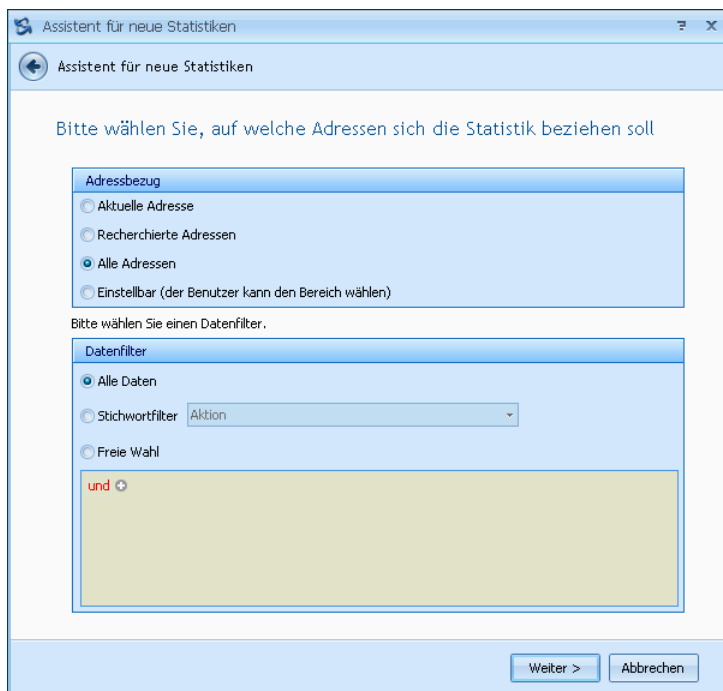 Assistent für neue Statistiken
Assistent für neue Statistiken
Bitte wählen Sie, auf welche Adressen sich die Statistik beziehen soll
Adressbezug
Aktuelle Adresse
Recherchierte Adressen
Alle Adressen
Einstellbar (der Benutzer kann den Bereich wählen)
Bitte wählen Sie einen Datenfilter.
Datenfilter
Alle Daten
Stichwortfilter Aktion
Freie Wahl
und
Weiter > Abbrechen